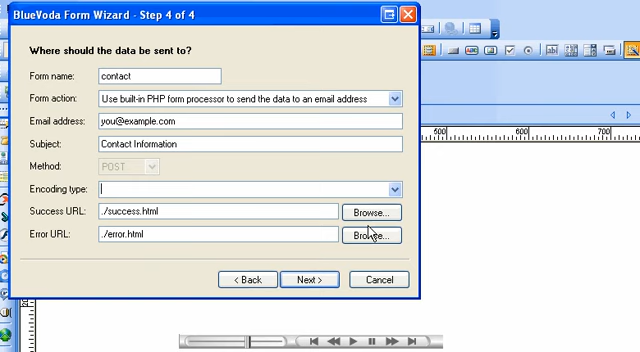 BlueVoda Form Wizard - Step 4 of 4
Where should the data be sent to?
Form name: contact
Form action: Use built-in PHP form processor to send the data to an email address
Email address: you@example.com
Subject: Contact Information
Method: POST
Encoding type:
Success URL: ./success.html Browse...
Error URL: ./error.html Browse...
< Back Next > Cancel
500 600 700